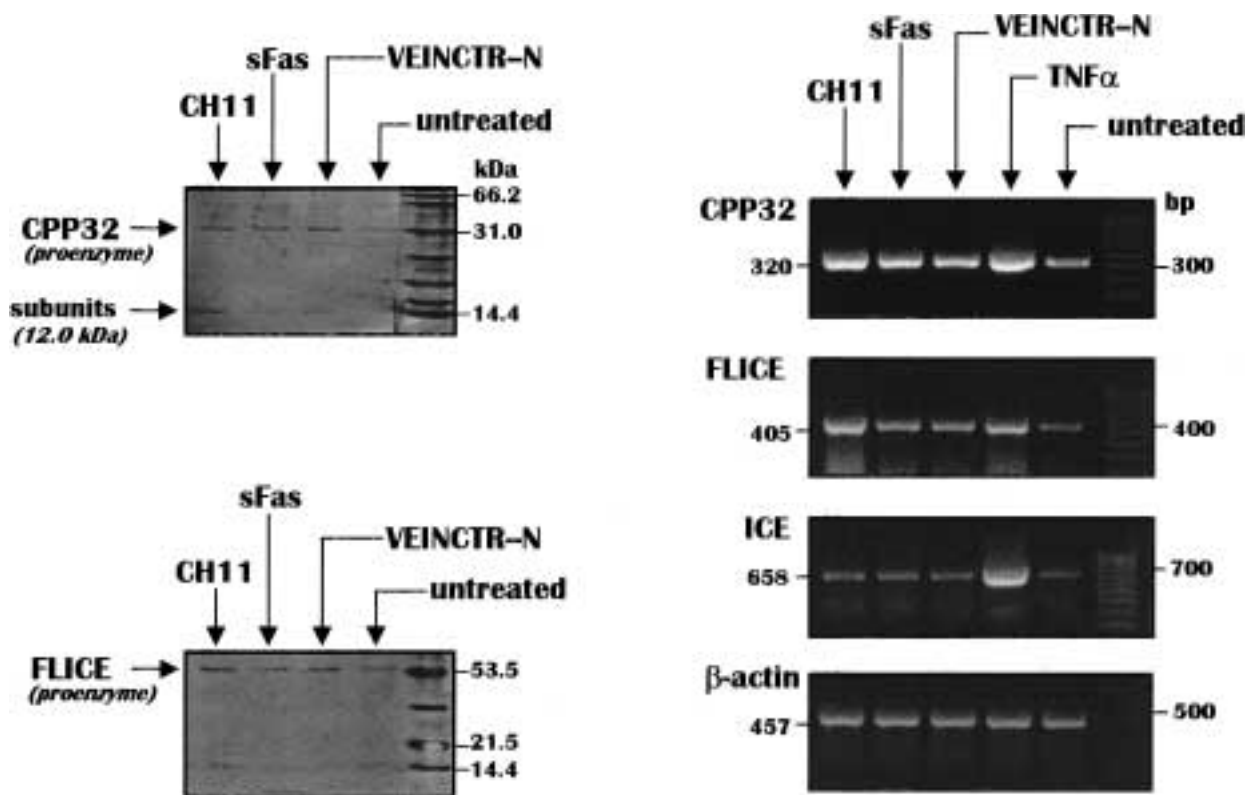 sFas
VEINCTR–N
CH11
untreated
kDa
66.2
CPP32
(proenzyme)
31.0
subunits
(12.0 kDa)
14.4
sFas
VEINCTR–N
CH11
untreated
FLICE
(proenzyme)
53.5
21.5
14.4
sFas
VEINCTR–N
CH11
TNFα
untreated
CPP32
bp
320
300
FLICE
405
400
ICE
658
700
β-actin
457
500